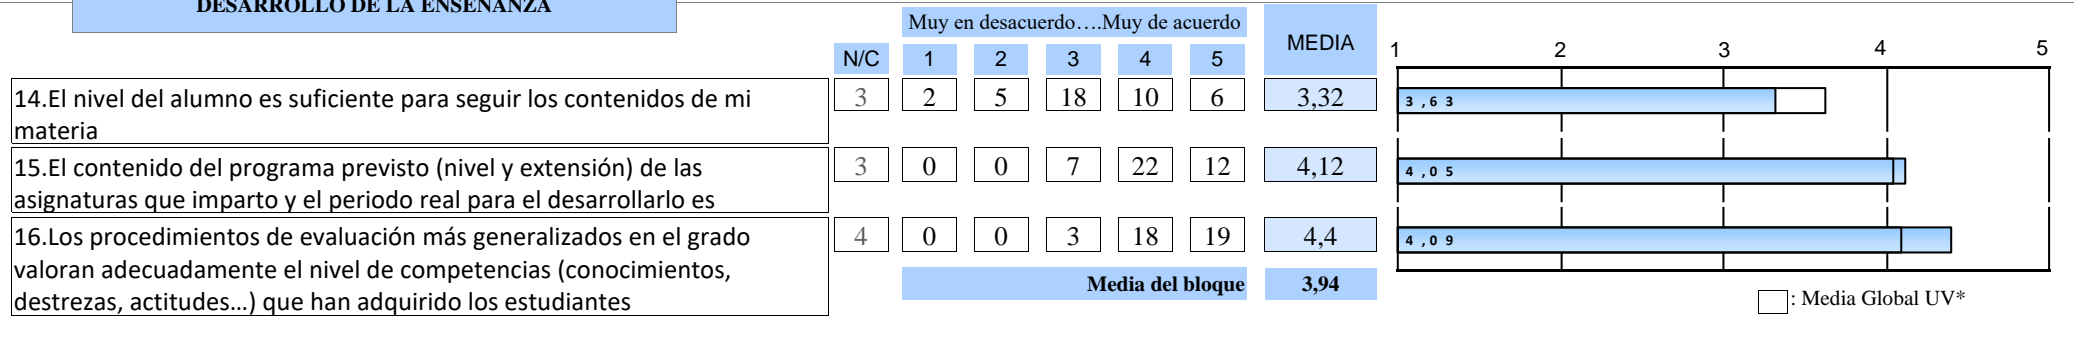 DESARROLLO DE LA ENSEÑANZA
Muy en desacuerdo....Muy de acuerdo
MEDIA
N/C 1 2 3 4 5
1 2 3 4 5
14.El nivel del alumno es suficiente para seguir los contenidos de mi
materia
3 2 5 18 10 6 3,32
3,63
15.El contenido del programa previsto (nivel y extensión) de las
asignaturas que imparto y el periodo real para el desarrollarlo es
3 0 0 7 22 12 4,12
4,05
16.Los procedimientos de evaluación más generalizados en el grado
valoran adecuadamente el nivel de competencias (conocimientos,
destrezas, actitudes...) que han adquirido los estudiantes
4 0 0 3 18 19 4,4
4,09
Media del bloque 3,94
: Media Global UV*